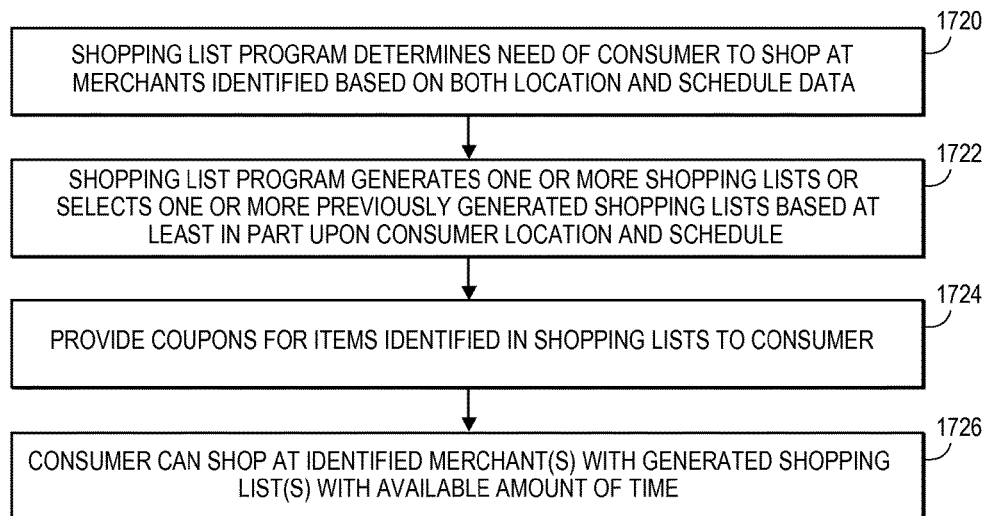 1720
SHOPPING LIST PROGRAM DETERMINES NEED OF CONSUMER TO SHOP AT
MERCHANTS IDENTIFIED BASED ON BOTH LOCATION AND SCHEDULE DATA
1722
SHOPPING LIST PROGRAM GENERATES ONE OR MORE SHOPPING LISTS OR
SELECTS ONE OR MORE PREVIOUSLY GENERATED SHOPPING LISTS BASED AT
LEAST IN PART UPON CONSUMER LOCATION AND SCHEDULE
1724
PROVIDE COUPONS FOR ITEMS IDENTIFIED IN SHOPPING LISTS TO CONSUMER
1726
CONSUMER CAN SHOP AT IDENTIFIED MERCHANT(S) WITH GENERATED SHOPPING
LIST(S) WITH AVAILABLE AMOUNT OF TIME